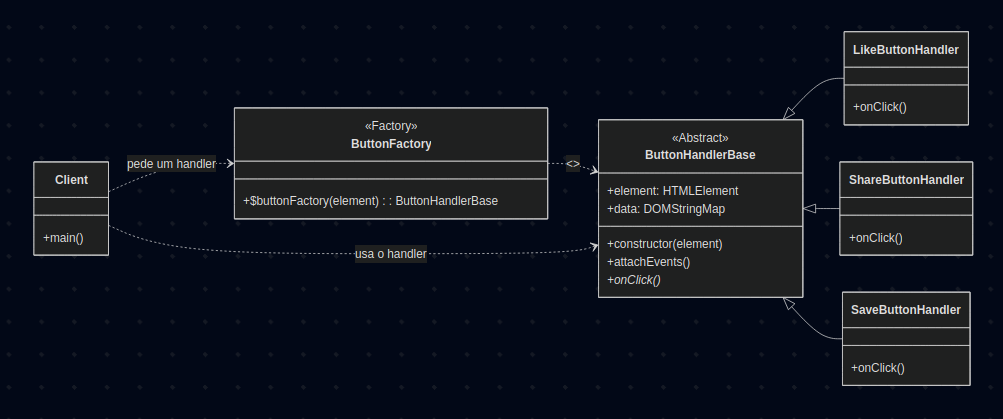 Client
+main()
pede um handler
usa o handler
«Factory»
ButtonFactory
+$buttonFactory(element) : : ButtonHandlerBase
<>
«Abstract»
ButtonHandlerBase
+element: HTMLElement
+data: DOMStringMap
+constructor(element)
+attachEvents()
+onClick()
LikeButtonHandler
+onClick()
ShareButtonHandler
+onClick()
SaveButtonHandler
+onClick()